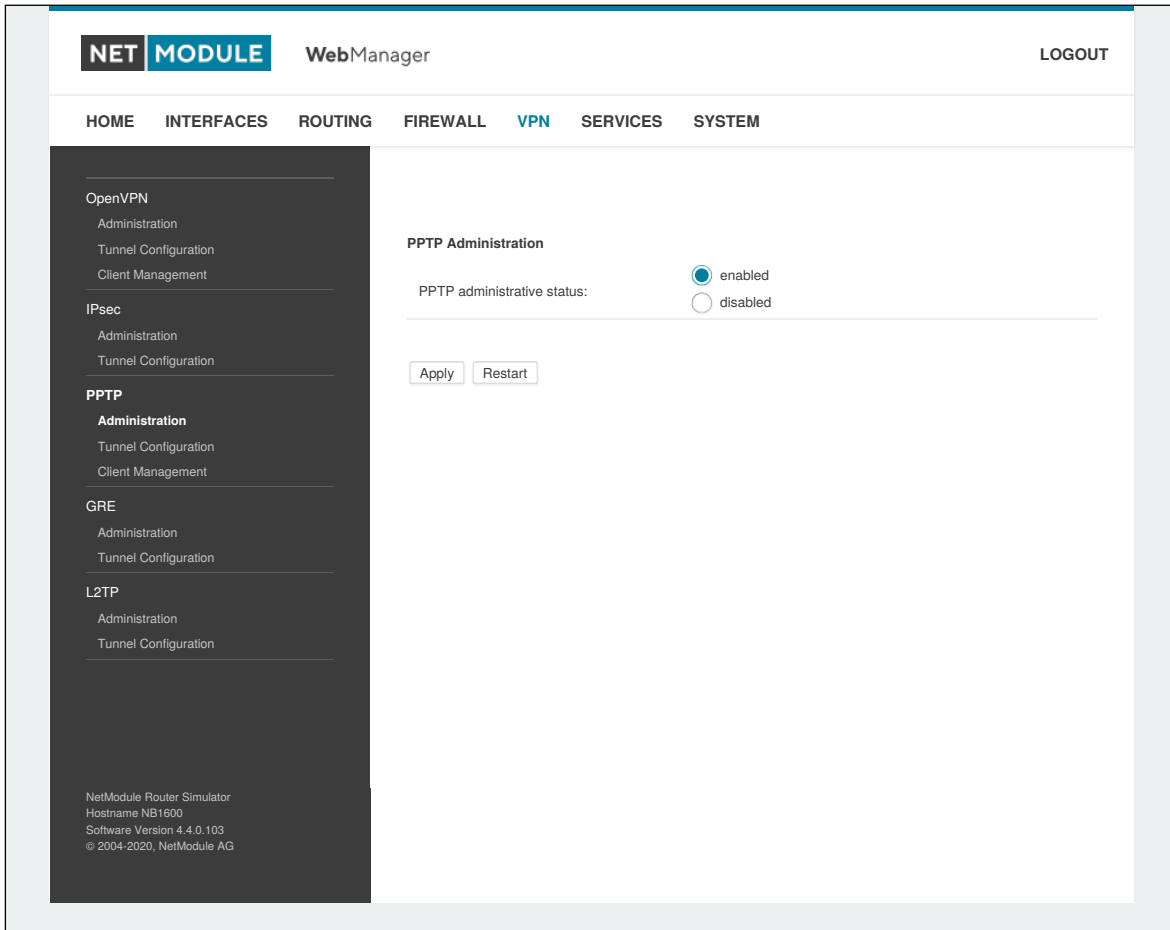 NET MODULE WebManager LOGOUT
HOME INTERFACES ROUTING FIREWALL VPN SERVICES SYSTEM
OpenVPN
Administration
Tunnel Configuration
Client Management
IPsec
Administration
Tunnel Configuration
PPTP
Administration
Tunnel Configuration
Client Management
GRE
Administration
Tunnel Configuration
L2TP
Administration
Tunnel Configuration
NetModule Router Simulator
Hostname NB1600
Software Version 4.4.0.103
© 2004-2020, NetModule AG
PPTP Administration
PPTP administrative status:
enabled
disabled
Apply Restart